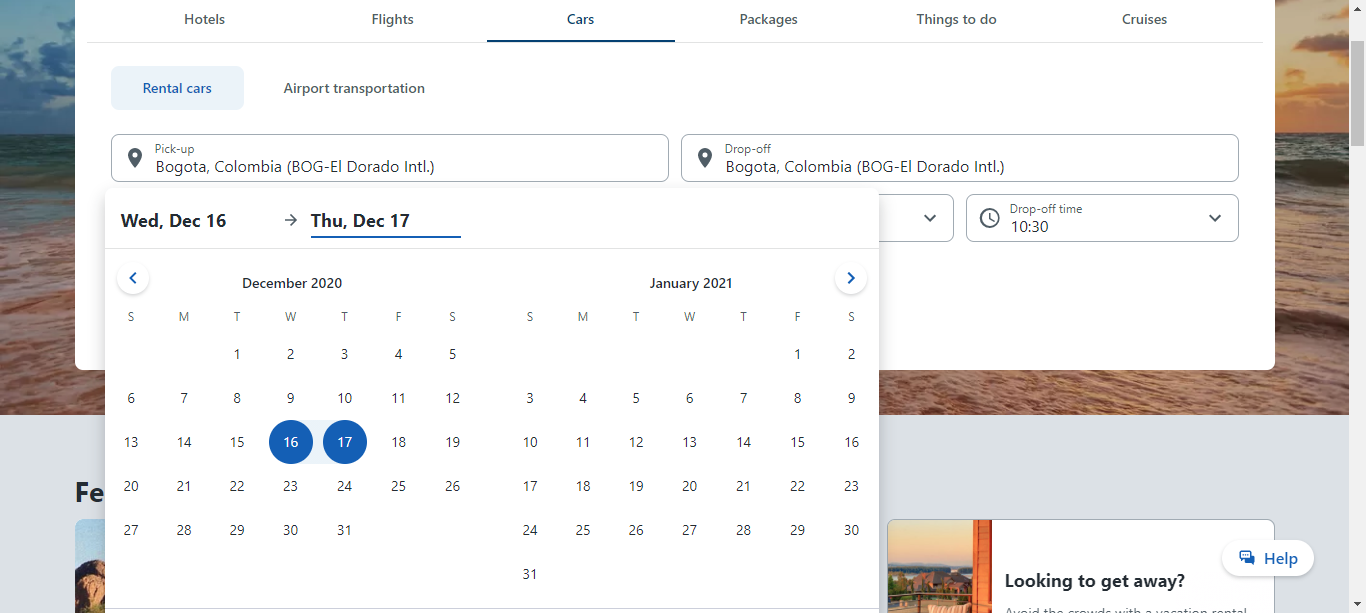 Hotels Flights Cars Packages Things to do Cruises
Rental cars Airport transportation
Pick-up
Bogota, Colombia (BOG-El Dorado Intl.)
Drop-off
Bogota, Colombia (BOG-El Dorado Intl.)
Wed, Dec 16 → Thu, Dec 17
Drop-off time
10:30
December 2020
S M T W T F S
1 2 3 4 5
6 7 8 9 10 11 12
13 14 15 16 17 18 19
20 21 22 23 24 25 26
27 28 29 30 31
January 2021
S M T W T F S
1 2
3 4 5 6 7 8 9
10 11 12 13 14 15 16
17 18 19 20 21 22 23
24 25 26 27 28 29 30
31
Fe
Looking to get away?
Avoid the crowds with a vacation rental
Help